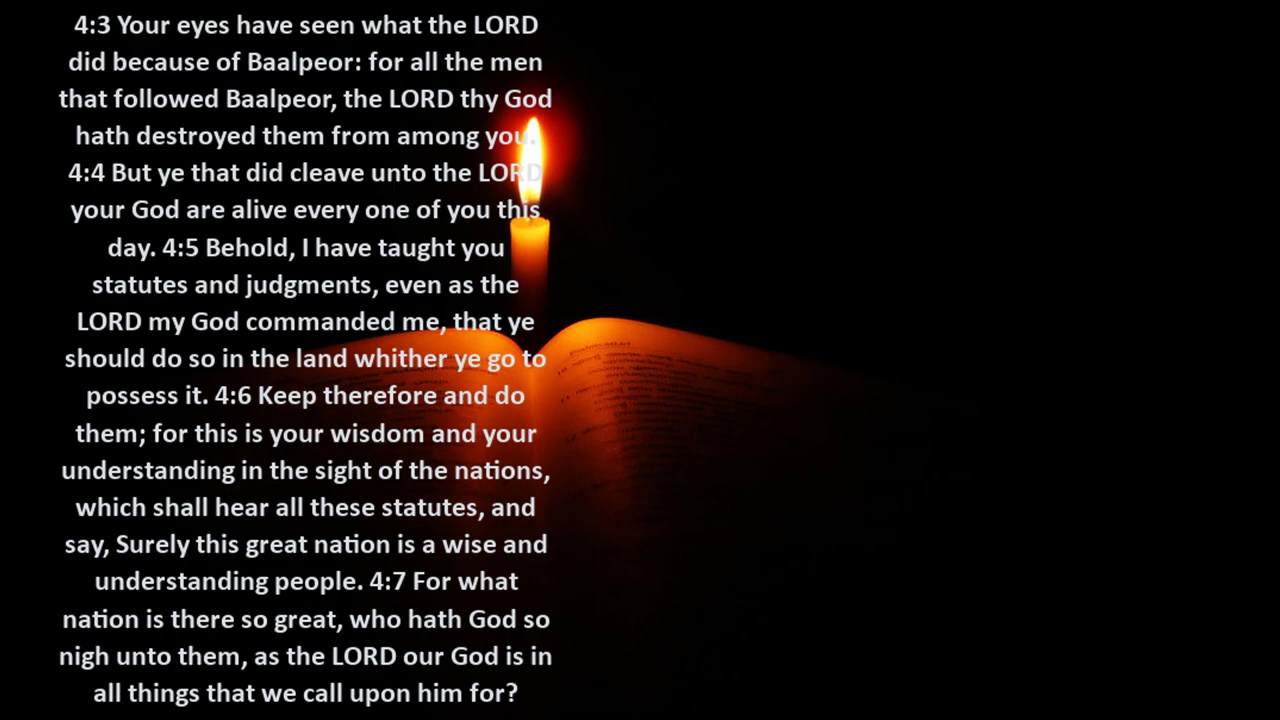 4:3 Your eyes have seen what the LORD
did because of Baalpeor: for all the men
that followed Baalpeor, the LORD thy God
hath destroyed them from among you.
4:4 But ye that did cleave unto the LORD
your God are alive every one of you this
day. 4:5 Behold, I have taught you
statutes and judgments, even as the
LORD my God commanded me, that ye
should do so in the land whither ye go to
possess it. 4:6 Keep therefore and do
them; for this is your wisdom and your
understanding in the sight of the nations,
which shall hear all these statutes, and
say, Surely this great nation is a wise and
understanding people. 4:7 For what
nation is there so great, who hath God so
nigh unto them, as the LORD our God is in
all things that we call upon him for?